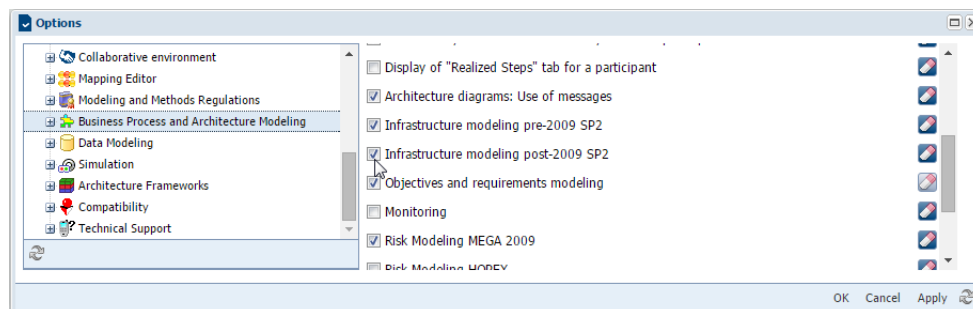 Options
Collaborative environment
Mapping Editor
Modeling and Methods Regulations
Business Process and Architecture Modeling
Data Modeling
Simulation
Architecture Frameworks
Compatibility
Technical Support
Display of "Realized Steps" tab for a participant
Architecture diagrams: Use of messages
Infrastructure modeling pre-2009 SP2
Infrastructure modeling post-2009 SP2
Objectives and requirements modeling
Monitoring
Risk Modeling MEGA 2009
Risk Modeling HOPEX
OK Cancel Apply